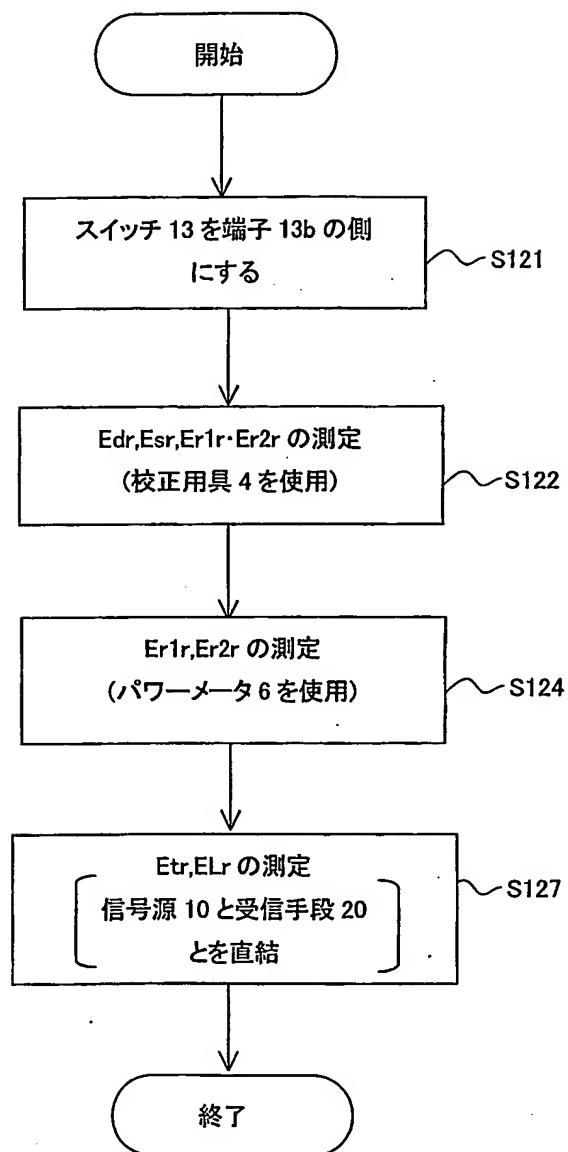 開始
スイッチ 13 を端子 13b の側
にする
S121
Edr,Esr,Er1r・Er2r の測定
(校正用具 4 を使用)
S122
Er1r,Er2r の測定
(パワーメータ 6 を使用)
S124
Etr,ELr の測定
信号源 10 と受信手段 20
とを直結
S127
終了